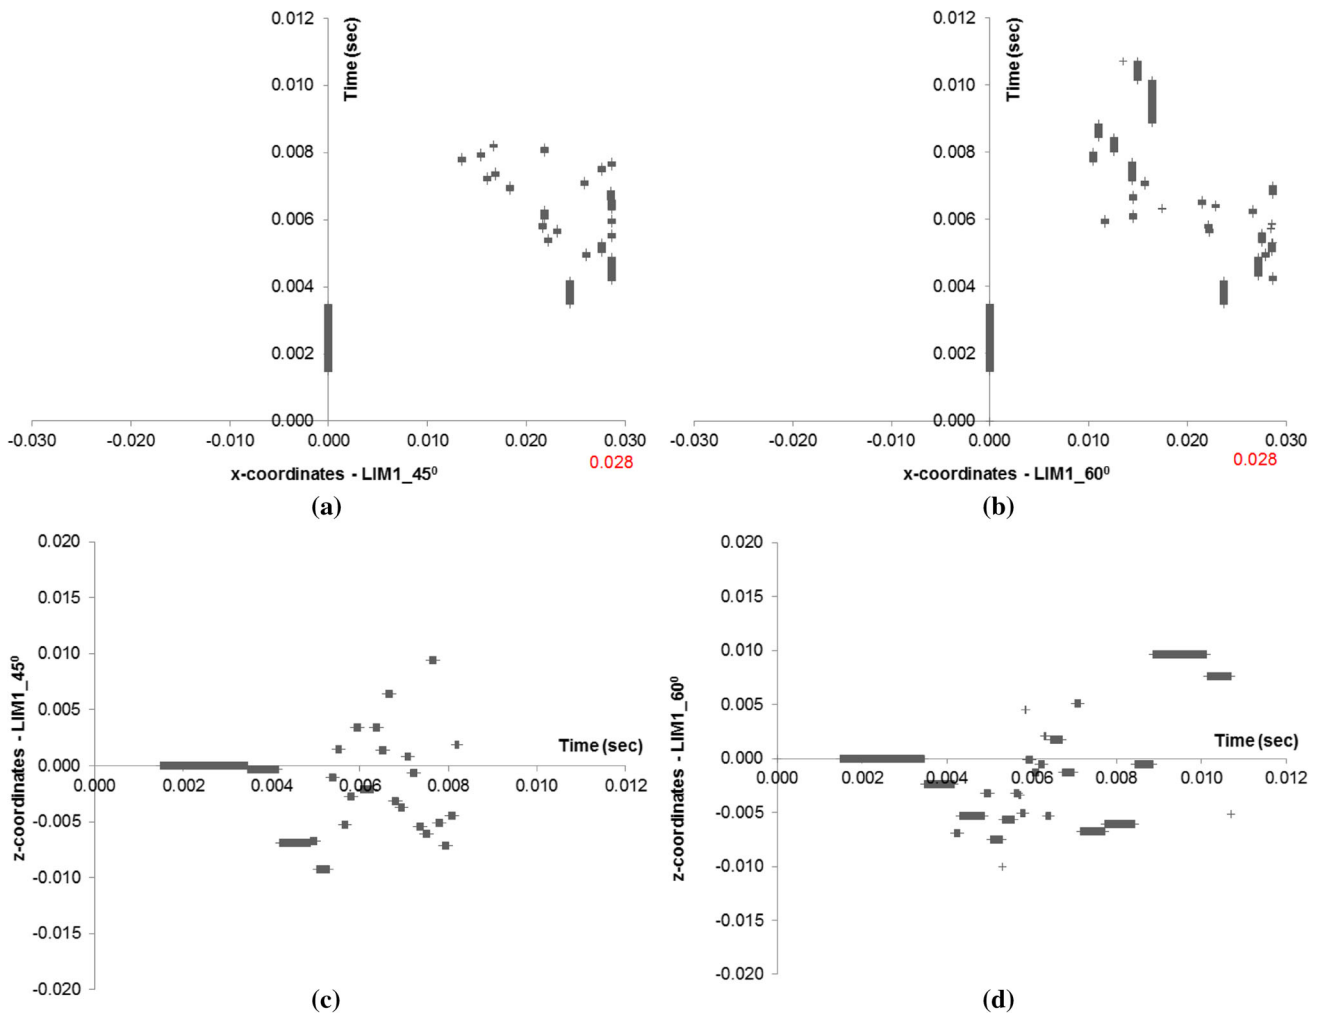 0.012
0.010
0.008
0.006
0.004
0.002
0.000
Time (sec)
-0.030 -0.020 -0.010 0.000 0.010 0.020 0.030
0.028
x-coordinates - LIM1_45⁰
(a)
0.012
0.010
0.008
0.006
0.004
0.002
0.000
Time (sec)
-0.030 -0.020 -0.010 0.000 0.010 0.020 0.030
0.028
x-coordinates - LIM1_60⁰
(b)
0.020
0.015
0.010
0.005
0.000
-0.005
-0.010
-0.015
-0.020
z-coordinates - LIM1_45⁰
Time (sec)
0.000 0.002 0.004 0.006 0.008 0.010 0.012
(c)
0.020
0.015
0.010
0.005
0.000
-0.005
-0.010
-0.015
-0.020
z-coordinates - LIM1_60⁰
Time (sec)
0.000 0.002 0.004 0.006 0.008 0.010 0.012
(d)